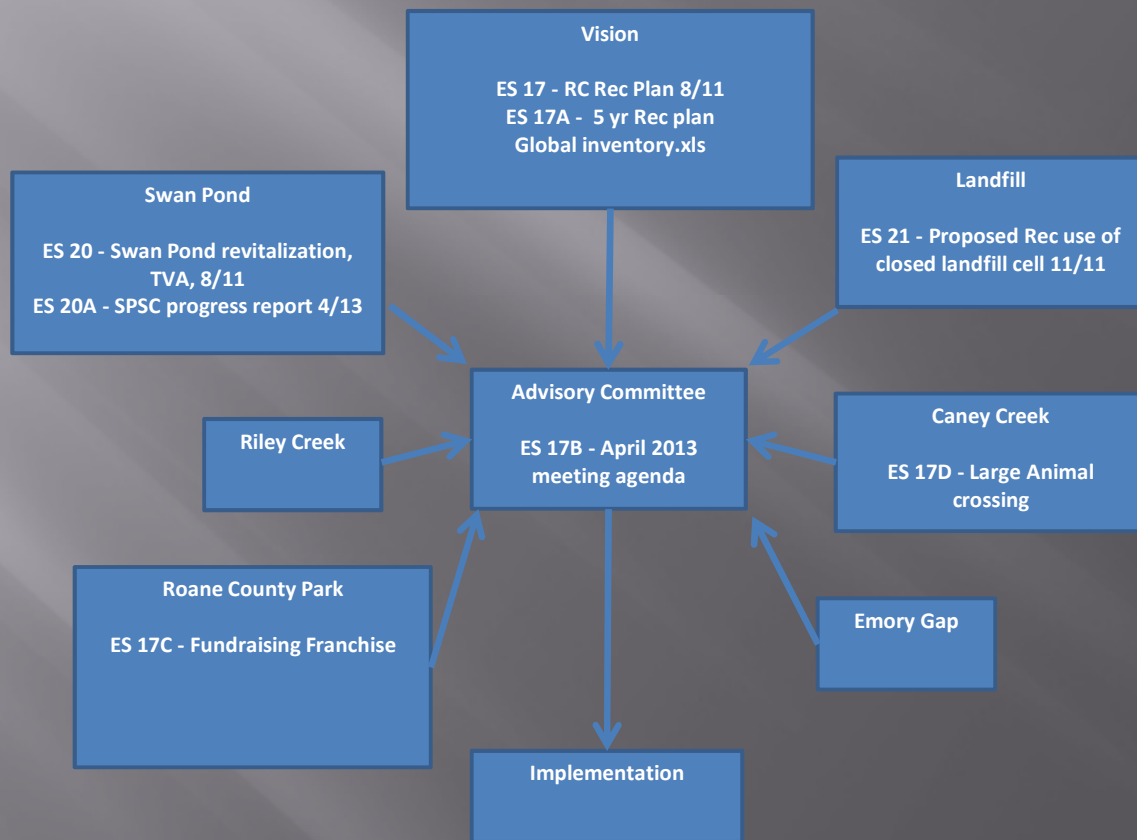 Vision
ES 17 - RC Rec Plan 8/11
ES 17A -  5 yr Rec plan
Global inventory.xls
Swan Pond
ES 20 - Swan Pond revitalization,
TVA, 8/11
ES 20A - SPSC progress report 4/13
Landfill
ES 21 - Proposed Rec use of
closed landfill cell 11/11
Advisory Committee
ES 17B - April 2013
meeting agenda
Riley Creek
Caney Creek
ES 17D - Large Animal
crossing
Roane County Park
ES 17C - Fundraising Franchise
Emory Gap
Implementation